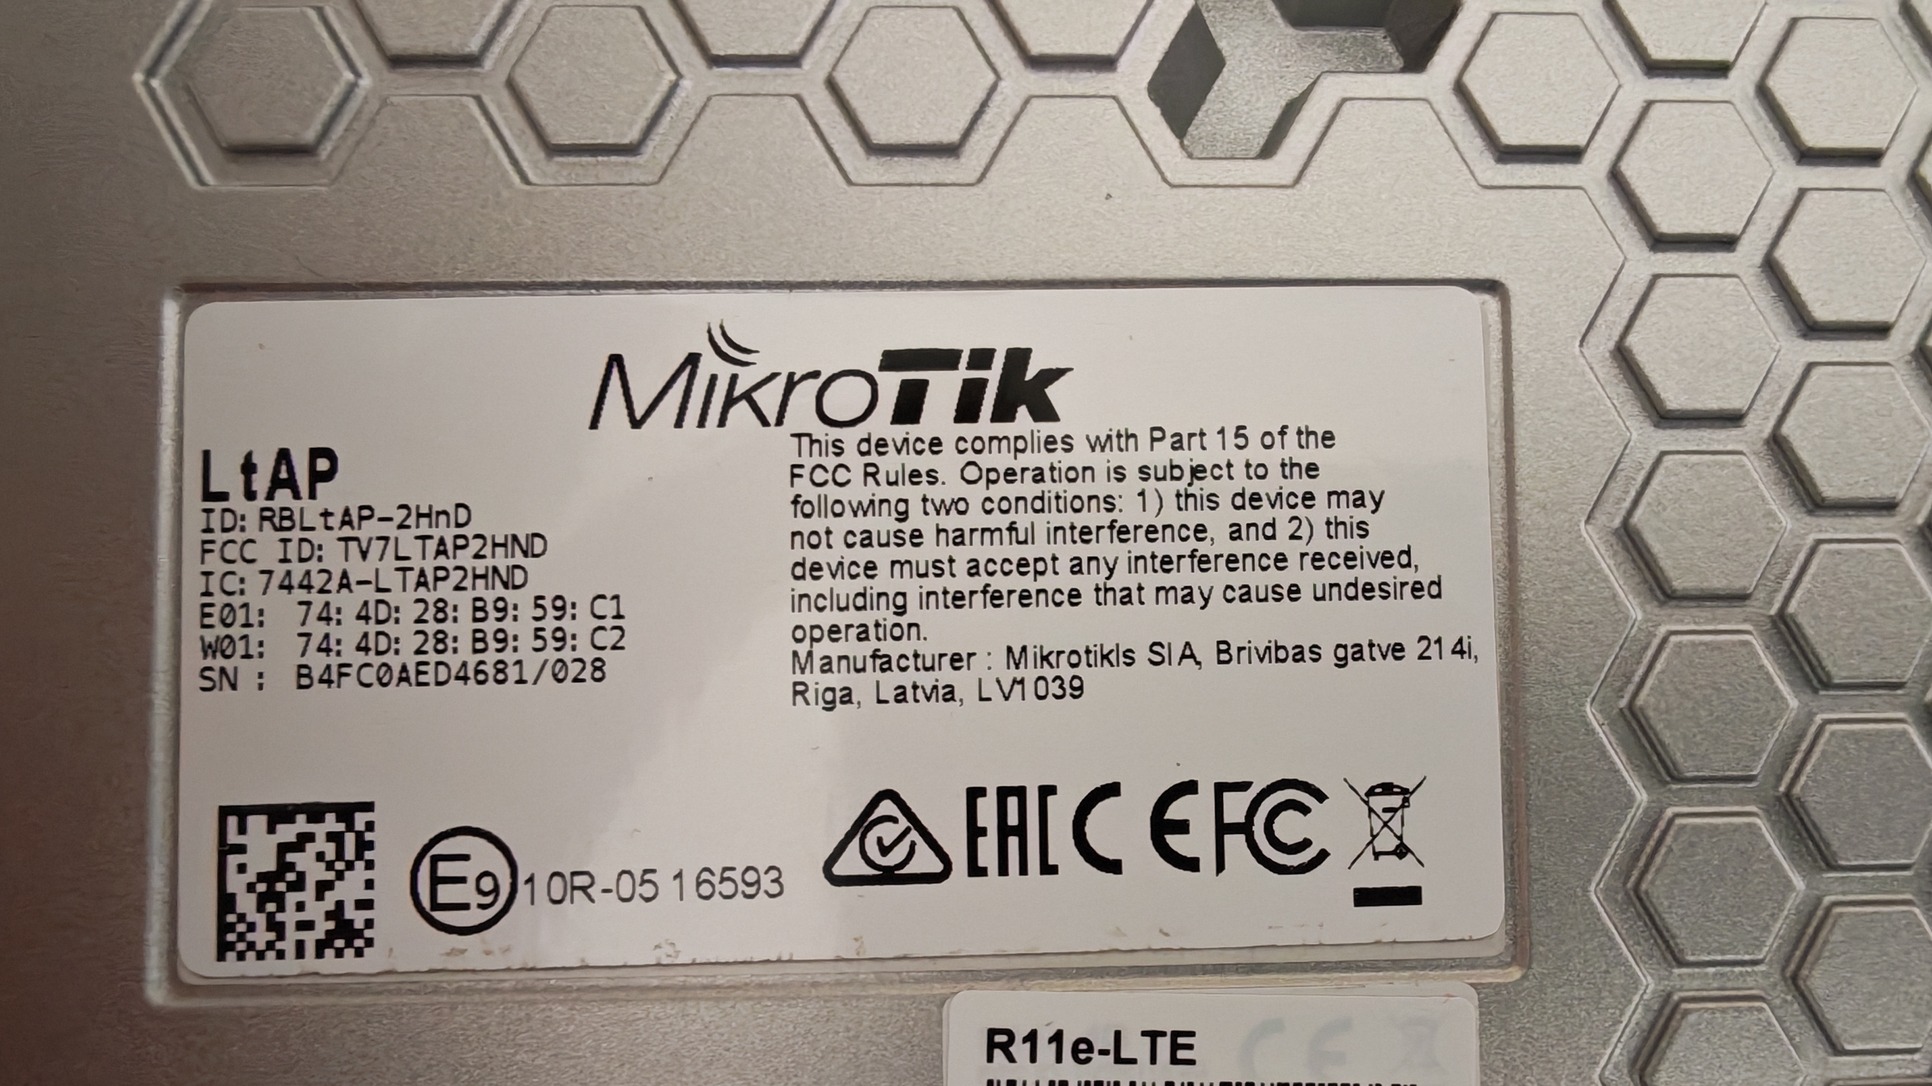 MikroTik
LtAP
ID: RBLtAP-2HnD
FCC ID: TV7LTAP2HND
IC: 7442A-LTAP2HND
E01: 74: 4D: 28: B9: 59: C1
W01: 74: 4D: 28: B9: 59: C2
SN : B4FC0AED4681/028
This device complies with Part 15 of the
FCC Rules. Operation is subject to the
following two conditions: 1) this device may
not cause harmful interference, and 2) this
device must accept any interference received,
including interference that may cause undesired
operation.
Manufacturer : Mikrotikls SIA, Brivibas gatve 214i,
Riga, Latvia, LV1039
E9 10R-05 16593
EAC CE FC
R11e-LTE